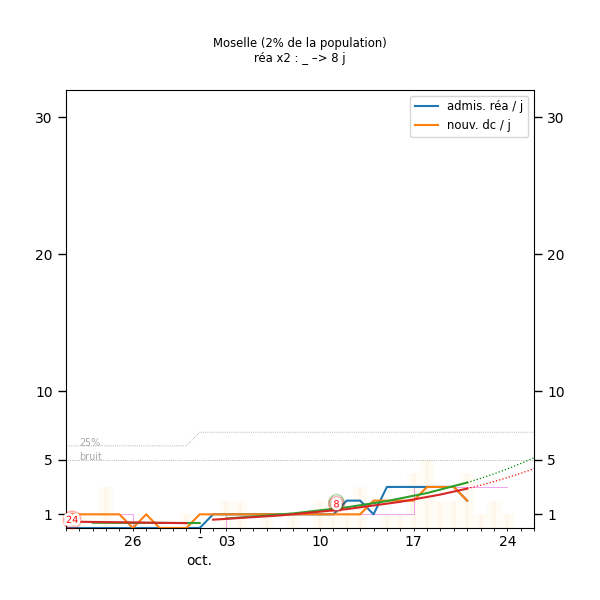 Moselle (2% de la population)
réa x2 : _ –> 8 j
admis. réa / j
nouv. dc / j
30 30
20 20
10 10
25%
bruit
5 5
8
24
1 1
26 - 03 10 17 24
oct.